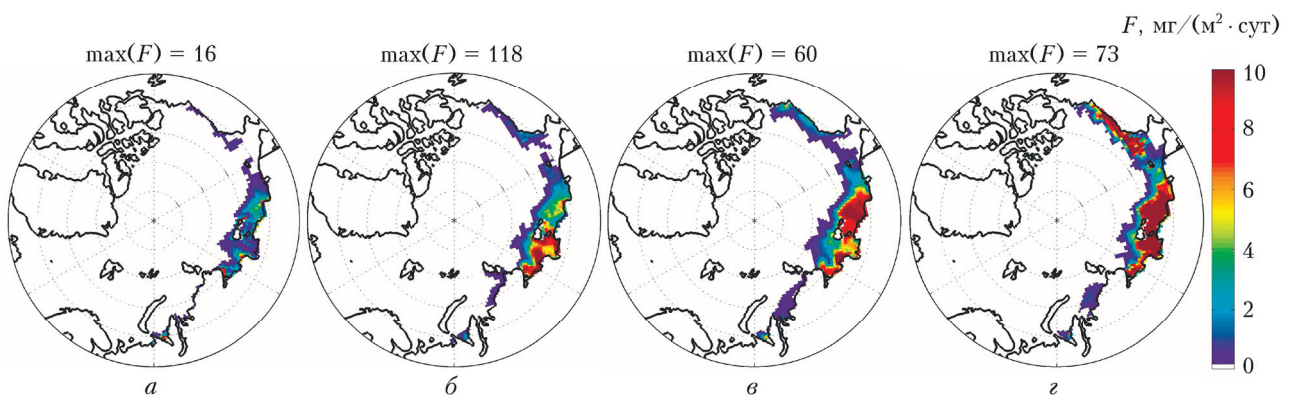 F, мг/(м² · сут)
max(F) = 16
max(F) = 118
max(F) = 60
max(F) = 73
10
8
6
4
2
0
а
б
в
г